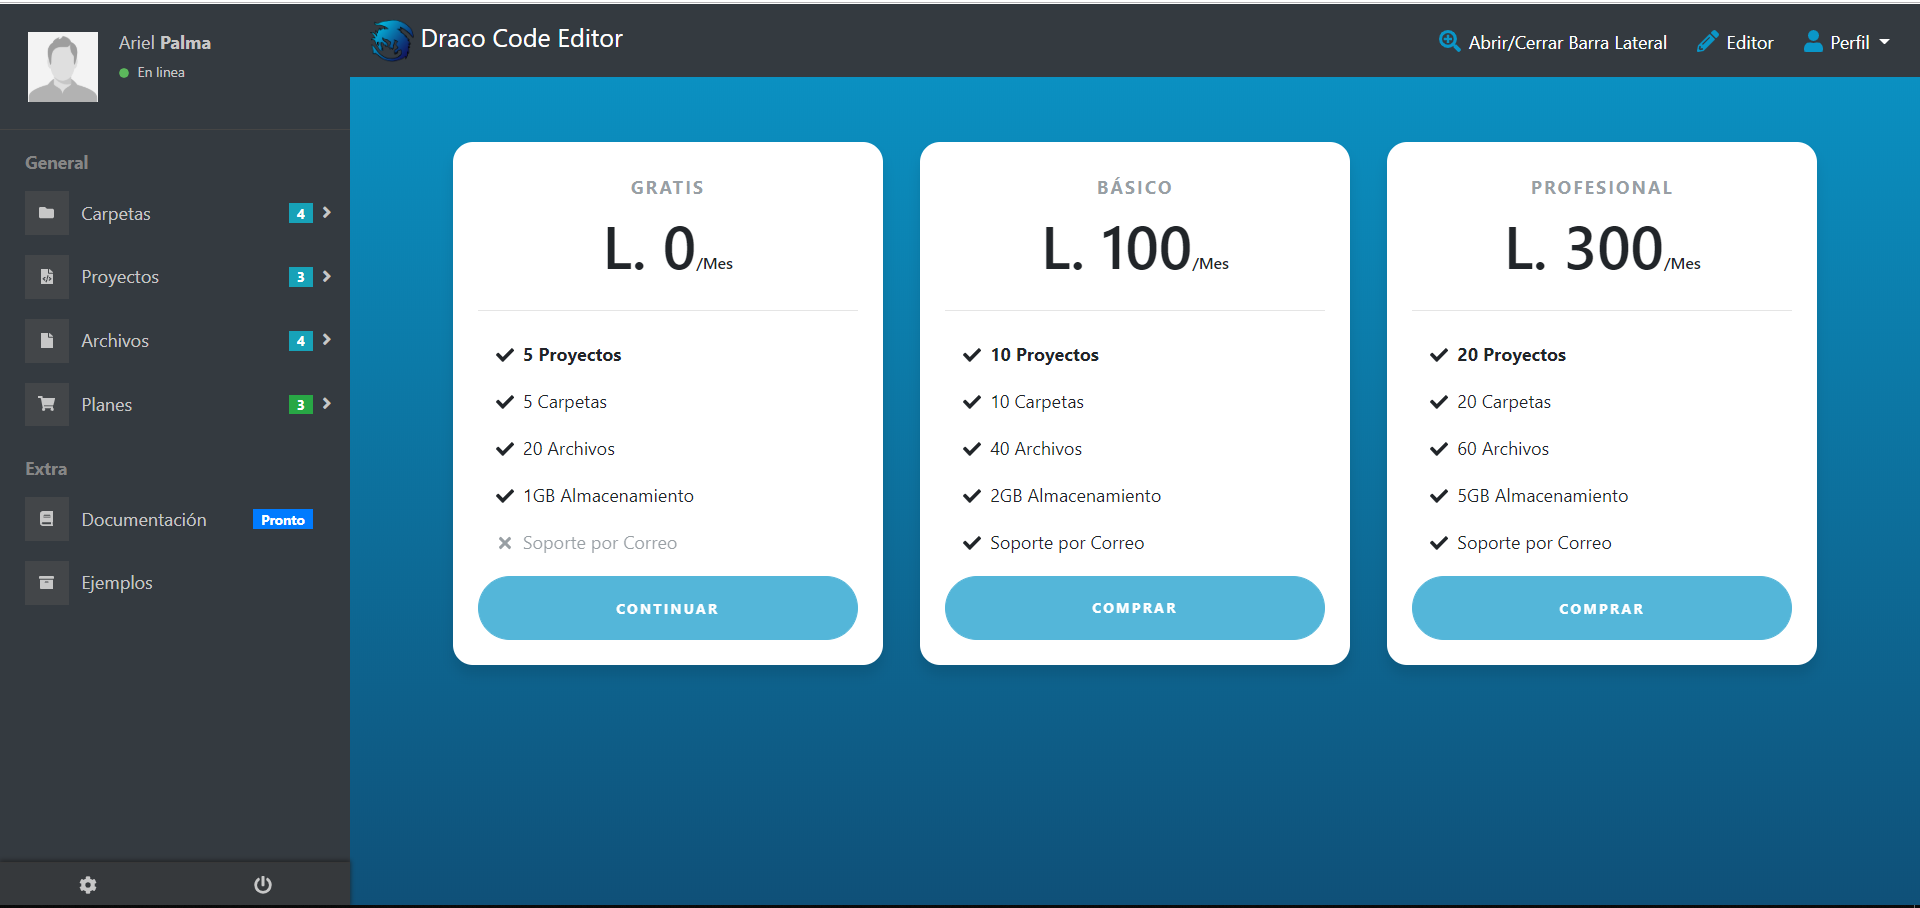 Ariel Palma
En linea
General
Carpetas 4
Proyectos 3
Archivos 4
Planes 3
Extra
Documentación Pronto
Ejemplos
Draco Code Editor
Abrir/Cerrar Barra Lateral Editor Perfil
GRATIS
L. 0/Mes
5 Proyectos
5 Carpetas
20 Archivos
1GB Almacenamiento
Soporte por Correo
CONTINUAR
BÁSICO
L. 100/Mes
10 Proyectos
10 Carpetas
40 Archivos
2GB Almacenamiento
Soporte por Correo
COMPRAR
PROFESIONAL
L. 300/Mes
20 Proyectos
20 Carpetas
60 Archivos
5GB Almacenamiento
Soporte por Correo
COMPRAR